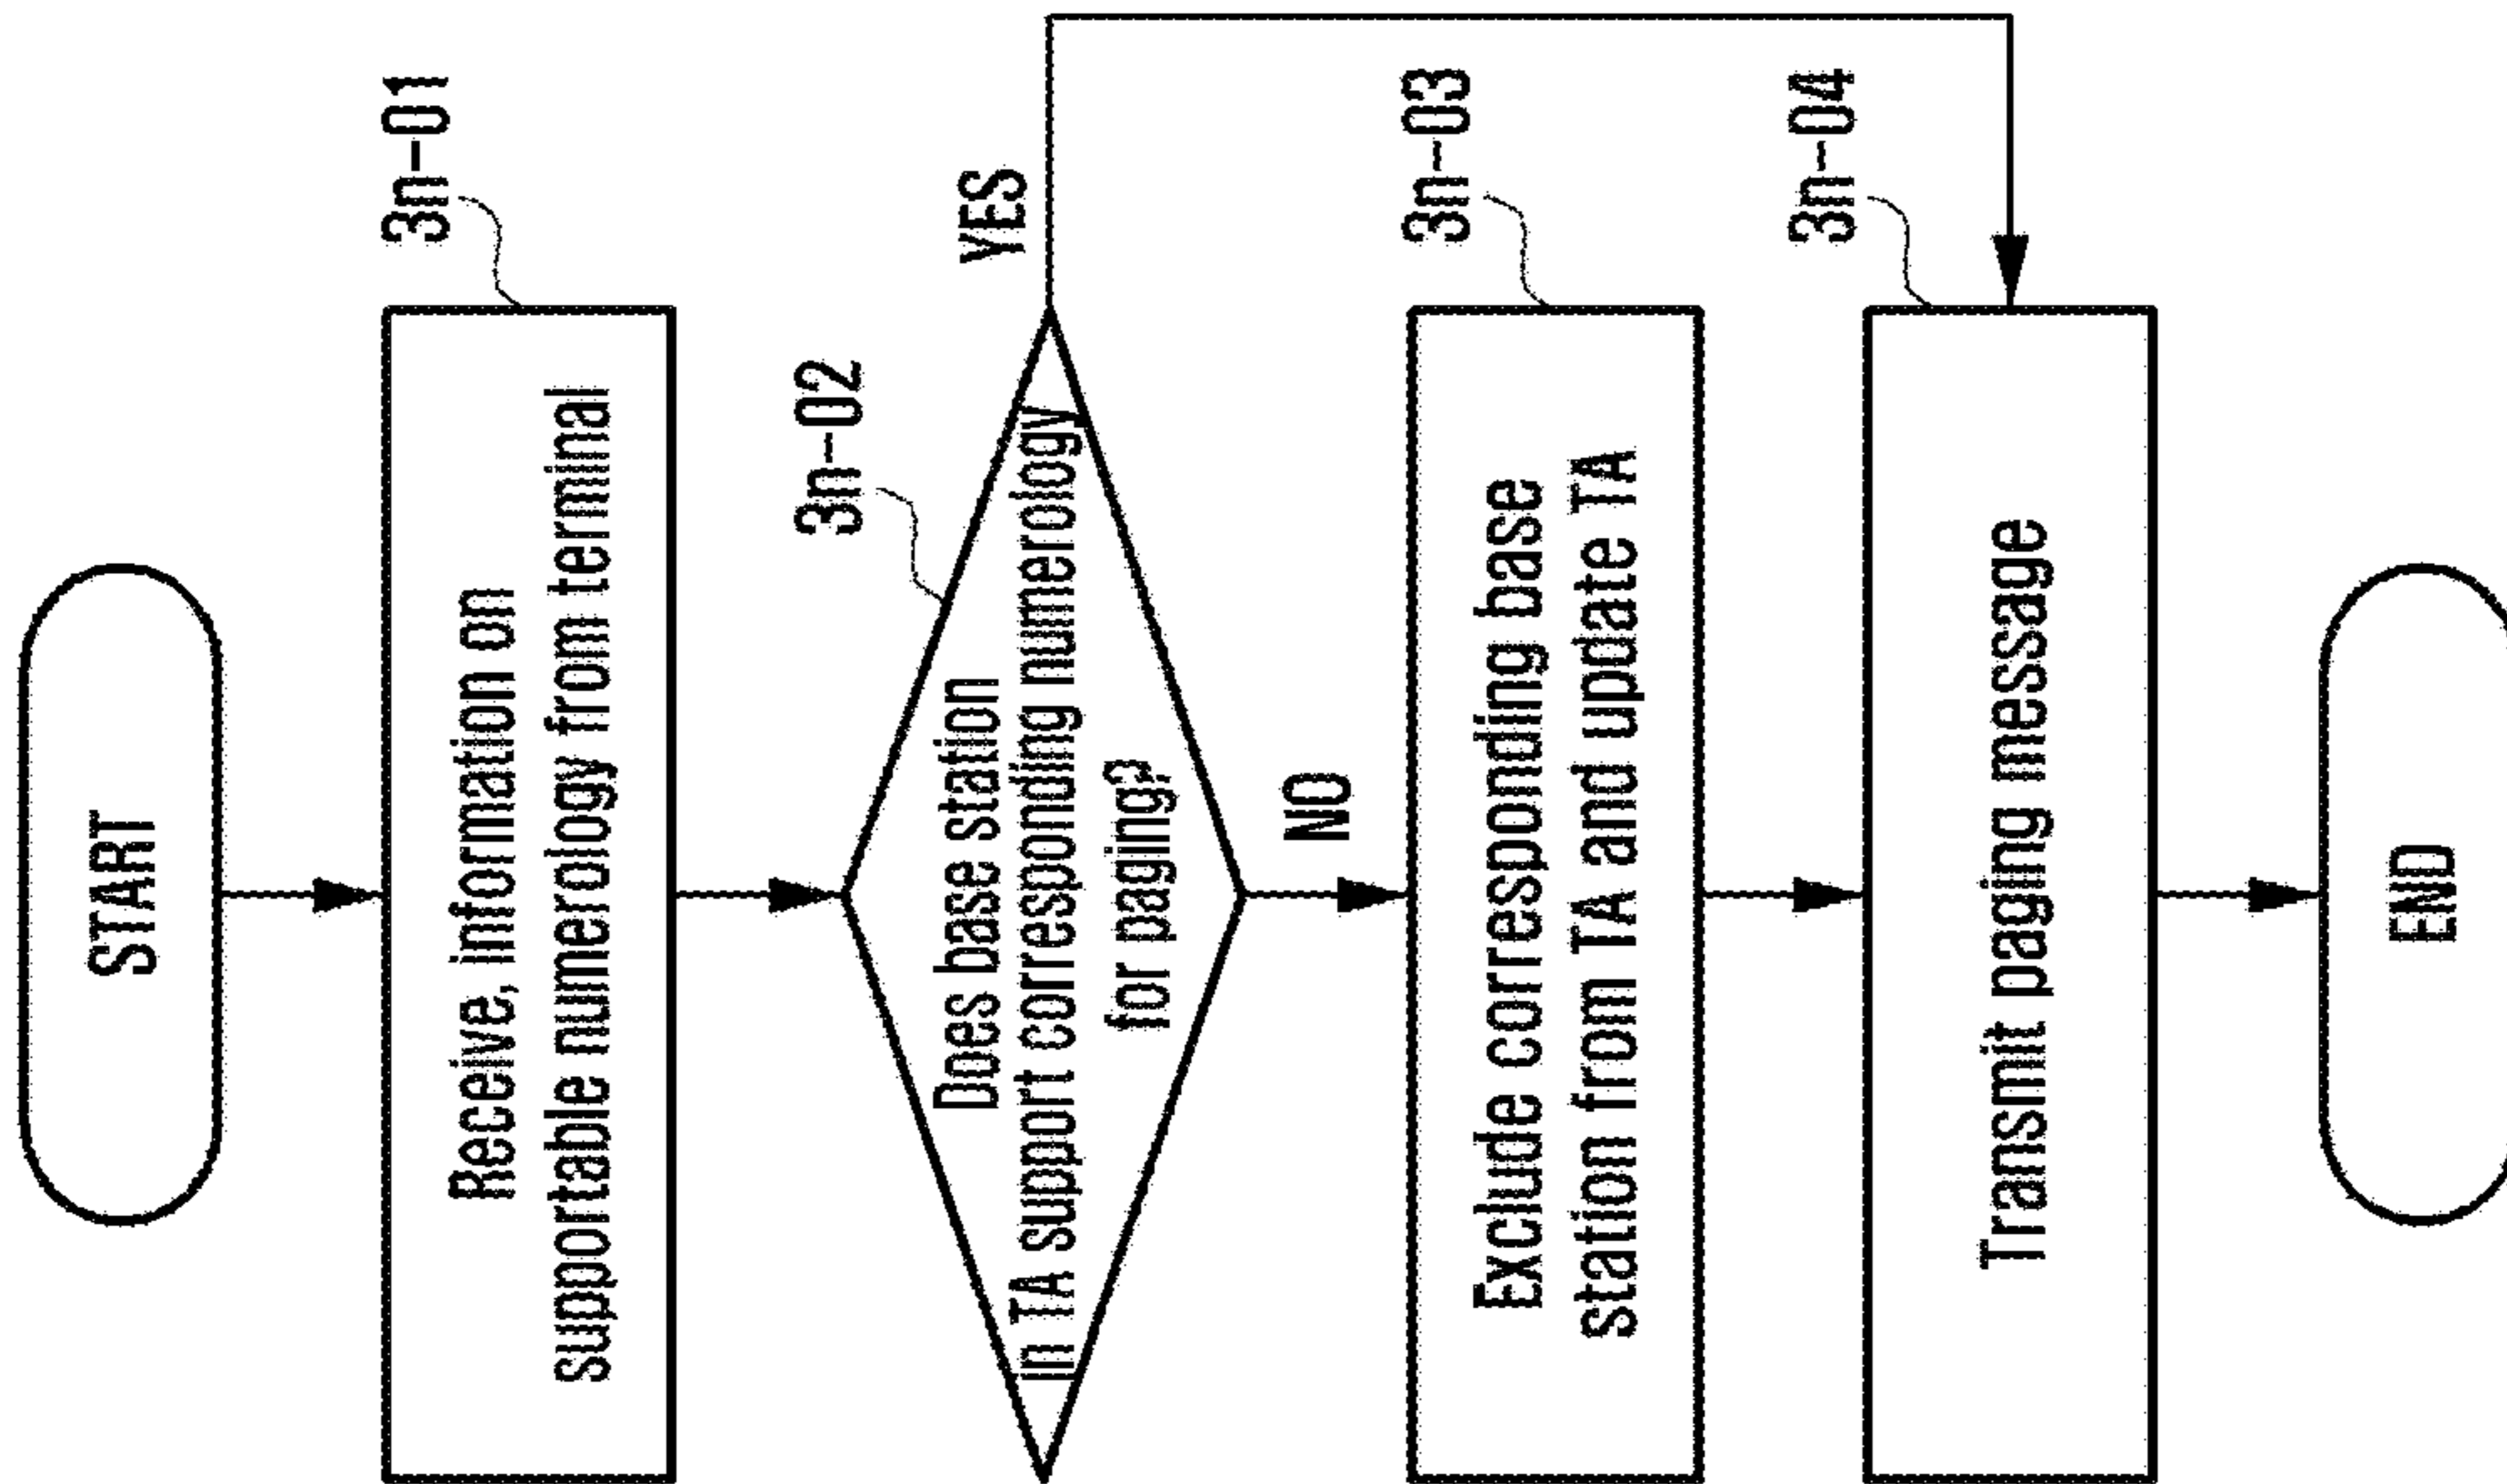 START
3n-01
Receive, information on
supportable numerology from terminal
3n-02
Does base station
in TA support corresponding numerology
for paging?
YES
NO
3n-03
Exclude corresponding base
station from TA and update TA
3n-04
Transmit paging message
END